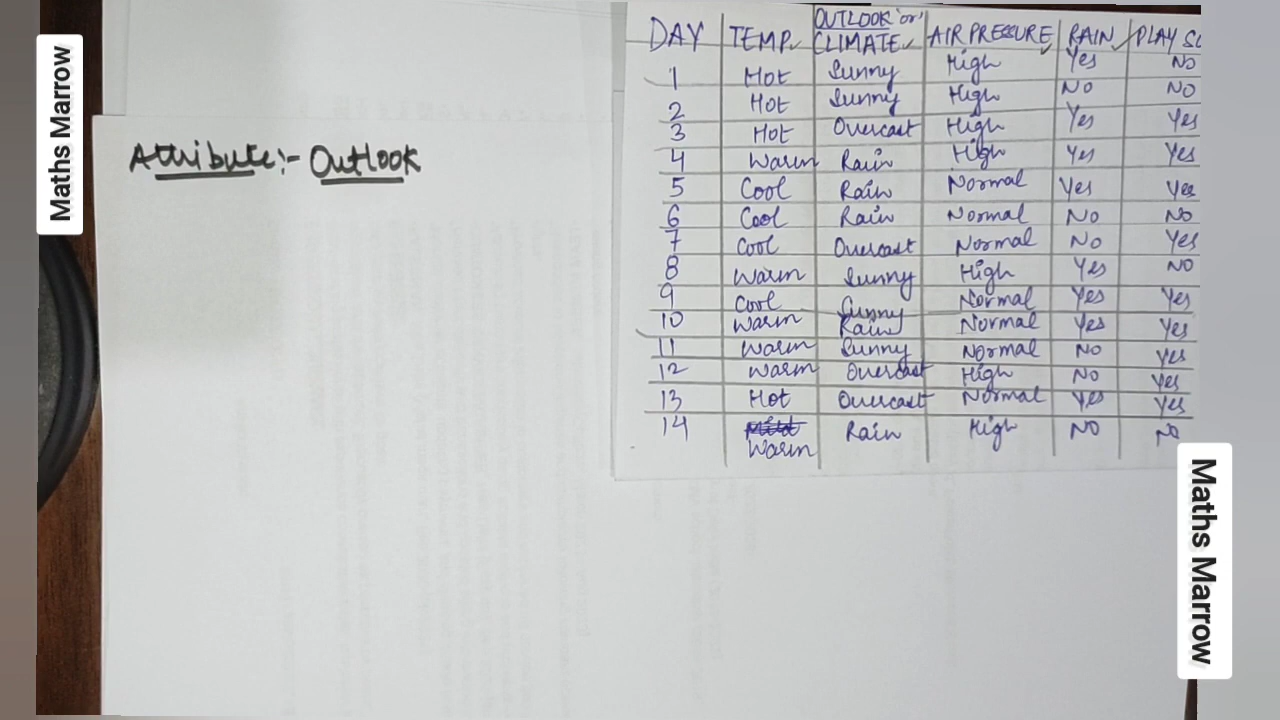 Maths Marrow
Attribute:- Outlook
DAY TEMP. OUTLOOK 'or' CLIMATE AIR PRESSURE RAIN PLAY
1 Hot Sunny High Yes No
2 Hot Sunny High No No
3 Hot Overcast High Yes Yes
4 Warm Rain High Yes Yes
5 Cool Rain Normal Yes Yes
6 Cool Rain Normal No No
7 Cool Overcast Normal No Yes
8 Warm Sunny High Yes No
9 Cool Sunny Normal Yes Yes
10 Warm Rain Normal Yes Yes
11 Warm Sunny Normal No Yes
12 Warm Overcast High No Yes
13 Hot Overcast Normal Yes Yes
14 Warm Rain High No No
Maths Marrow